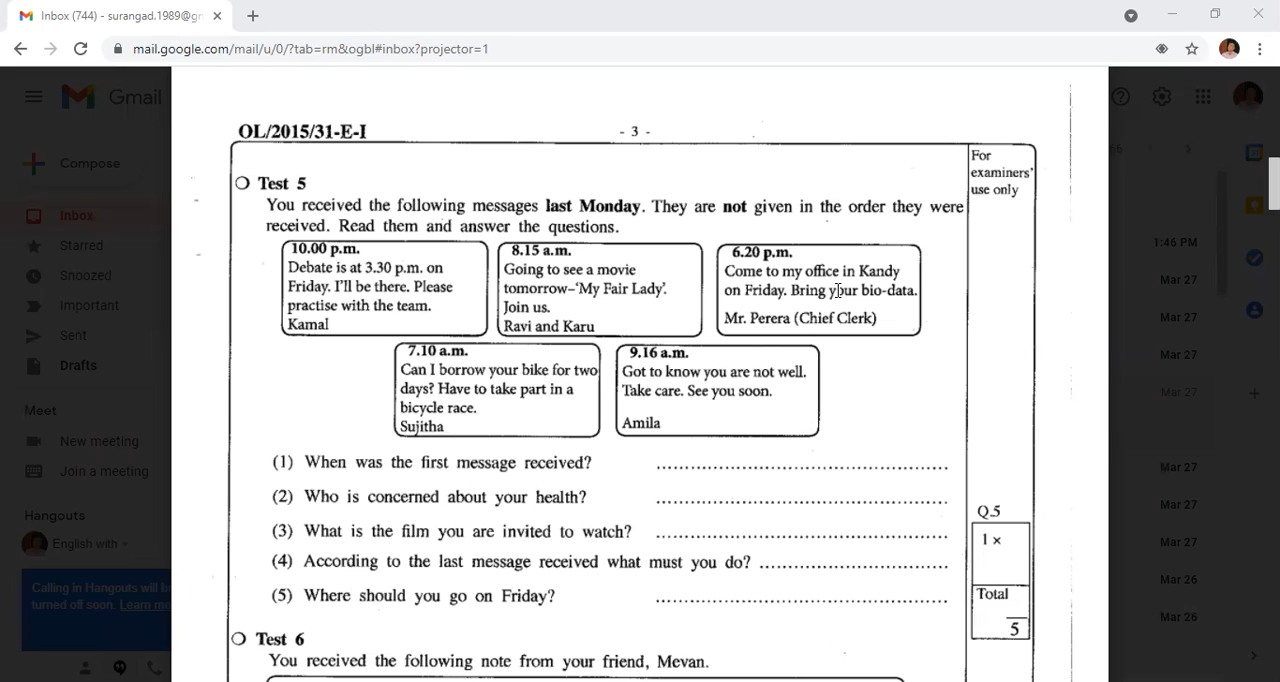 Inbox (744) - surangad.1989@gm
mail.google.com/mail/u/0/?tab=rm&ogbl#inbox?projector=1
Gmail
Compose
Inbox
Starred
Snoozed
Important
Sent
Drafts
Meet
New meeting
Join a meeting
Hangouts
English with
Calling in Hangouts will b
turned off soon. Learn mo
1:46 PM
Mar 27
Mar 27
Mar 27
Mar 27
Mar 27
Mar 27
Mar 27
Mar 26
Mar 26
OL/2015/31-E-I
- 3 -
For
examiners'
use only
Test 5
You received the following messages last Monday. They are not given in the order they were
received. Read them and answer the questions.
10.00 p.m.
Debate is at 3.30 p.m. on
Friday. I'll be there. Please
practise with the team.
Kamal
8.15 a.m.
Going to see a movie
tomorrow–‘My Fair Lady’.
Join us.
Ravi and Karu
6.20 p.m.
Come to my office in Kandy
on Friday. Bring your bio-data.
Mr. Perera (Chief Clerk)
7.10 a.m.
Can I borrow your bike for two
days? Have to take part in a
bicycle race.
Sujitha
9.16 a.m.
Got to know you are not well.
Take care. See you soon.
Amila
(1) When was the first message received? ................................................
(2) Who is concerned about your health? ................................................
(3) What is the film you are invited to watch? ................................................
(4) According to the last message received what must you do? ...............................
(5) Where should you go on Friday? ................................................
Q.5
1 x
Total
5
Test 6
You received the following note from your friend, Mevan.